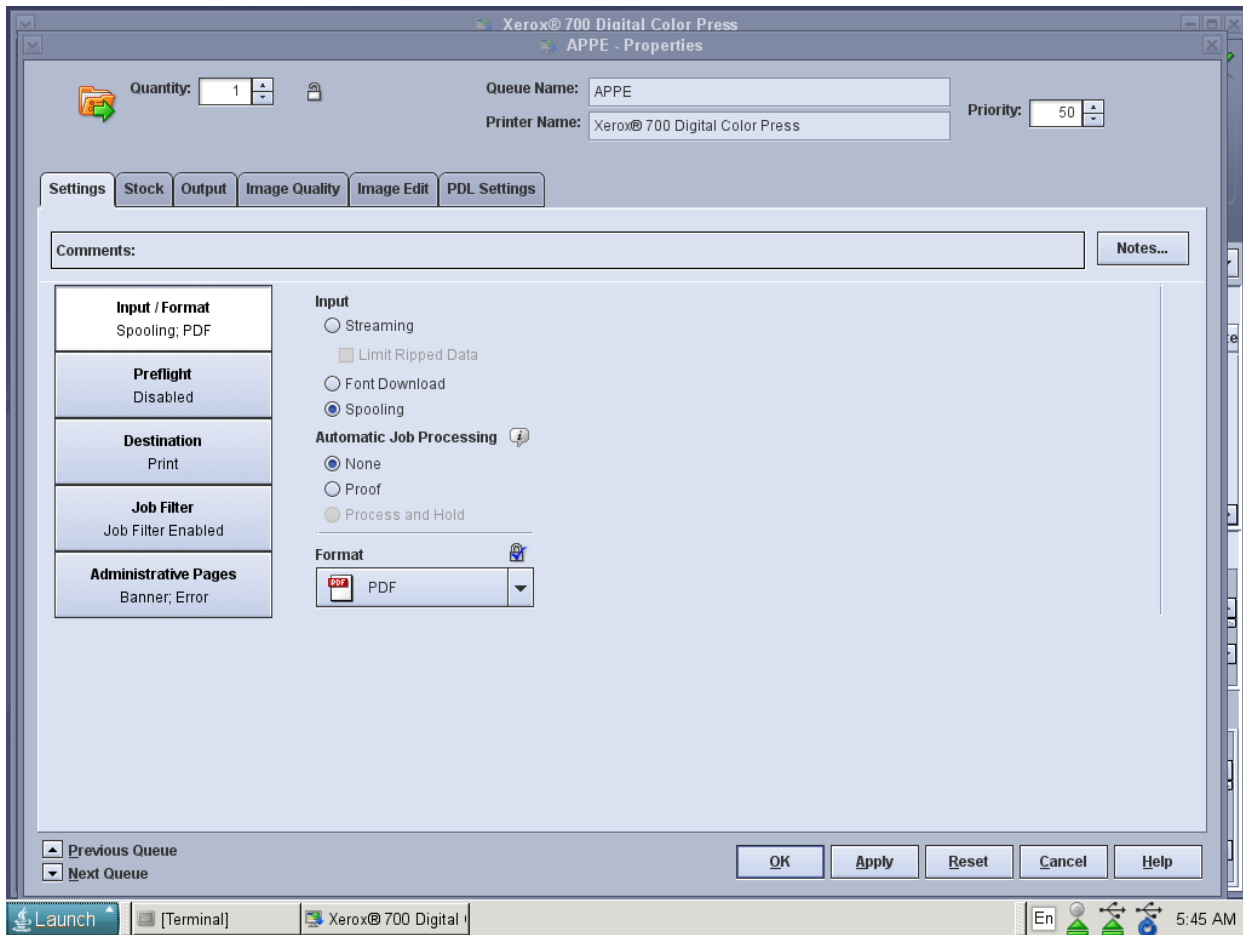 Xerox® 700 Digital Color Press
APPE - Properties
Quantity: 1
Queue Name: APPE
Printer Name: Xerox® 700 Digital Color Press
Priority: 50
Settings Stock Output Image Quality Image Edit PDL Settings
Comments:
Notes...
Input / Format
Spooling; PDF
Preflight
Disabled
Destination
Print
Job Filter
Job Filter Enabled
Administrative Pages
Banner; Error
Input
Streaming
Limit Ripped Data
Font Download
Spooling
Automatic Job Processing
None
Proof
Process and Hold
Format
PDF
Previous Queue
Next Queue
OK Apply Reset Cancel Help
Launch [Terminal] Xerox® 700 Digital En 5:45 AM